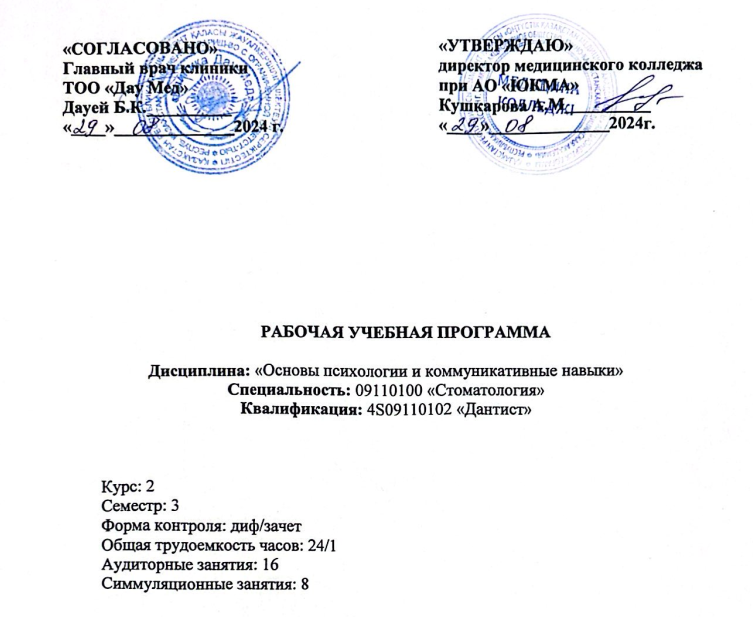 «СОГЛАСОВАНО»
Главный врач клиники
ТОО «Дау Мед»
Дауей Б.К.
«29» 08 2024 г.
«УТВЕРЖДАЮ»
директор медицинского колледжа
при АО «ЮКМА»
Кушкарова А.М.
«29» 08 2024г.
РАБОЧАЯ УЧЕБНАЯ ПРОГРАММА
Дисциплина: «Основы психологии и коммуникативные навыки»
Специальность: 09110100 «Стоматология»
Квалификация: 4S09110102 «Дантист»
Курс: 2
Семестр: 3
Форма контроля: диф/зачет
Общая трудоемкость часов: 24/1
Аудиторные занятия: 16
Симмуляционные занятия: 8